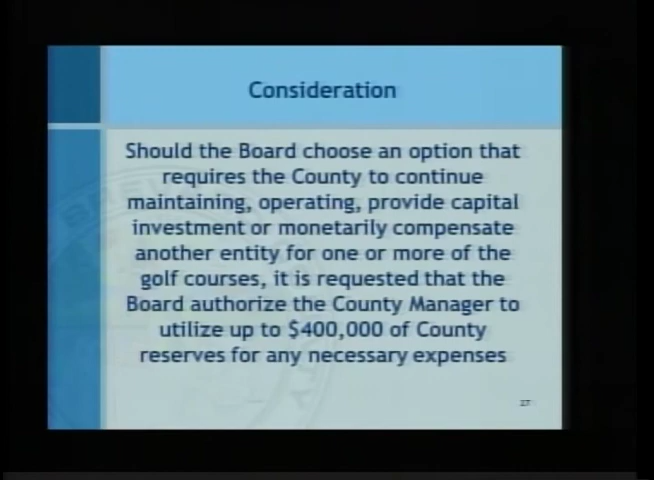 Consideration
Should the Board choose an option that
requires the County to continue
maintaining, operating, provide capital
investment or monetarily compensate
another entity for one or more of the
golf courses, it is requested that the
Board authorize the County Manager to
utilize up to $400,000 of County
reserves for any necessary expenses
27